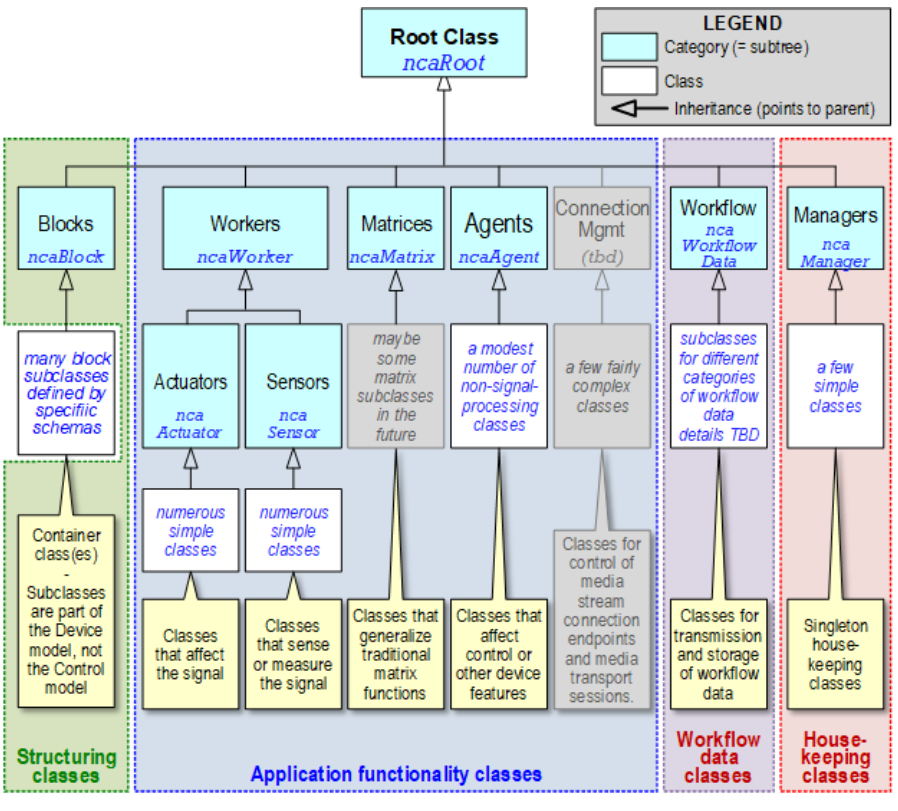 Root Class
ncaRoot
LEGEND
Category (= subtree)
Class
Inheritance (points to parent)
Blocks
ncaBlock
Workers
ncaWorker
Matrices
ncaMatrix
Agents
ncaAgent
Connection
Mgmt
(tbd)
Workflow
nca
Workflow
Data
Managers
nca
Manager
many block
subclasses
defined by
specifiic
schemas
Actuators
nca
Actuator
Sensors
nca
Sensor
maybe
some
matrix
subclasses
in the
future
a modest
number of
non-signal-
processing
classes
a few fairly
complex
classes
subclasses
for different
categories
of workflow
data
details TBD
a few
simple
classes
numerous
simple
classes
numerous
simple
classes
Container
class(es)
-
Subclasses
are part of
the Device
model, not
the Control
model
Classes
that affect
the signal
Classes
that sense
or measure
the signal
Classes that
generalize
traditional
matrix
functions
Classes that
affect
control or
other device
features
Classes for
control of
media
stream
connection
endpoints
and media
transport
sessions.
Classes for
transmission
and storage
of workflow
data
Singleton
house-
keeping
classes
Structuring
classes
Application functionality classes
Workflow
data
classes
House-
keeping
classes